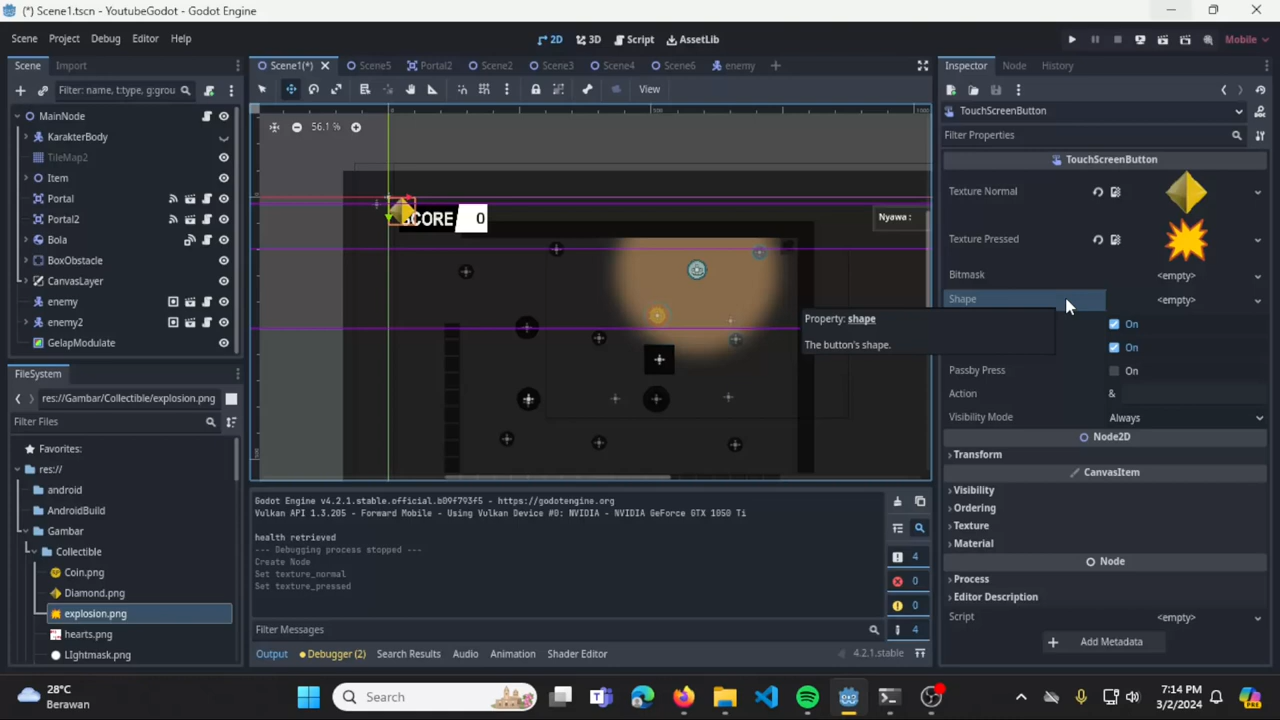 (*) Scene1.tscn - YoutubeGodot - Godot Engine
Scene Project Debug Editor Help
2D 3D Script AssetLib
Mobile
Scene Import
Filter: name, t:type, g:grou
MainNode
KarakterBody
TileMap2
Item
Portal
Portal2
Bola
BoxObstacle
CanvasLayer
enemy
enemy2
GelapModulate
FileSystem
res://Gambar/Collectible/explosion.png
Filter Files
Favorites:
res://
android
AndroidBuild
Gambar
Collectible
Coin.png
Diamond.png
explosion.png
hearts.png
LIghtmask.png
Scene1(*) Scene5 Portal2 Scene2 Scene3 Scene4 Scene6 enemy
View
56.1 %
SCORE 0
Nyawa :
Property: shape
The button's shape.
Godot Engine v4.2.1.stable.official.b09f793f5 - https://godotengine.org
Vulkan API 1.3.205 - Forward Mobile - Using Vulkan Device #0: NVIDIA - NVIDIA GeForce GTX 1050 Ti
health retrieved
--- Debugging process stopped ---
Create Node
Set texture_normal
Set texture_pressed
4
0
0
4
Filter Messages
Output Debugger (2) Search Results Audio Animation Shader Editor
4.2.1.stable
Inspector Node History
TouchScreenButton
Filter Properties
TouchScreenButton
Texture Normal
Texture Pressed
Bitmask <empty>
Shape <empty>
On
On
Passby Press On
Action &
Visibility Mode Always
Node2D
Transform
CanvasItem
Visibility
Ordering
Texture
Material
Node
Process
Editor Description
Script <empty>
Add Metadata
28°C
Berawan
Search
7:14 PM
3/2/2024
PRE